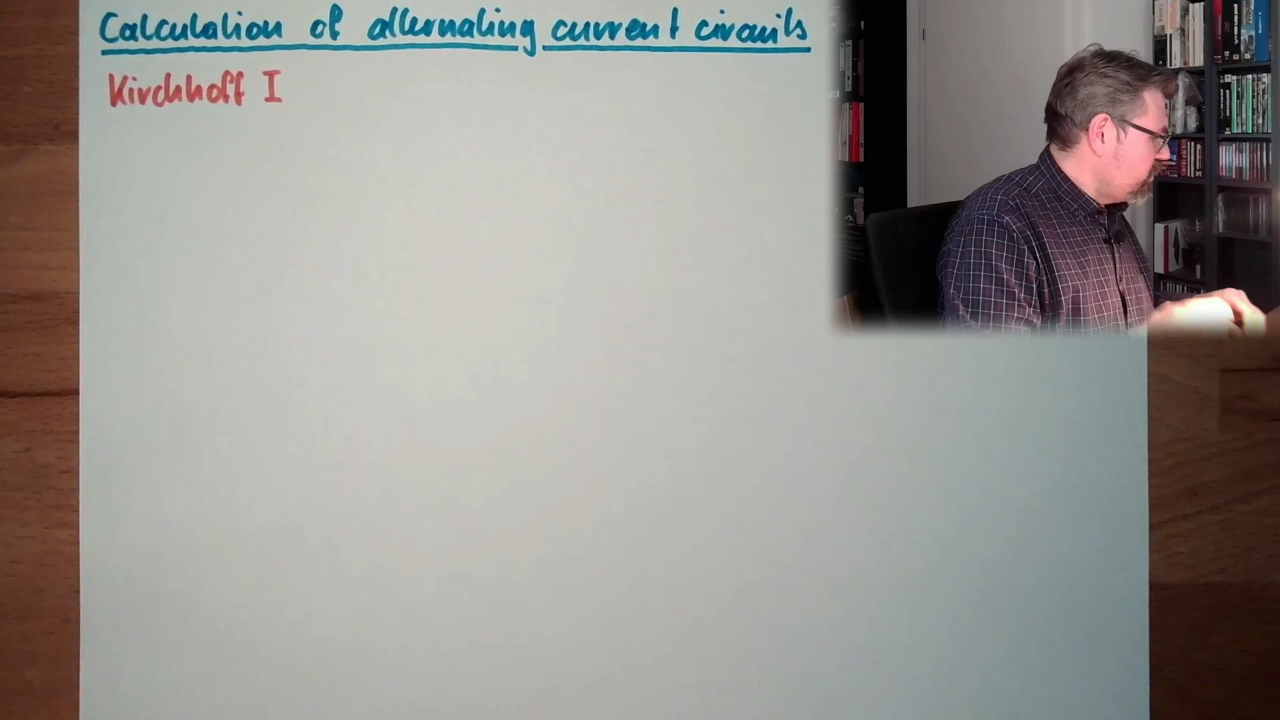 Calculation of alternating current circuits
Kirchhoff I